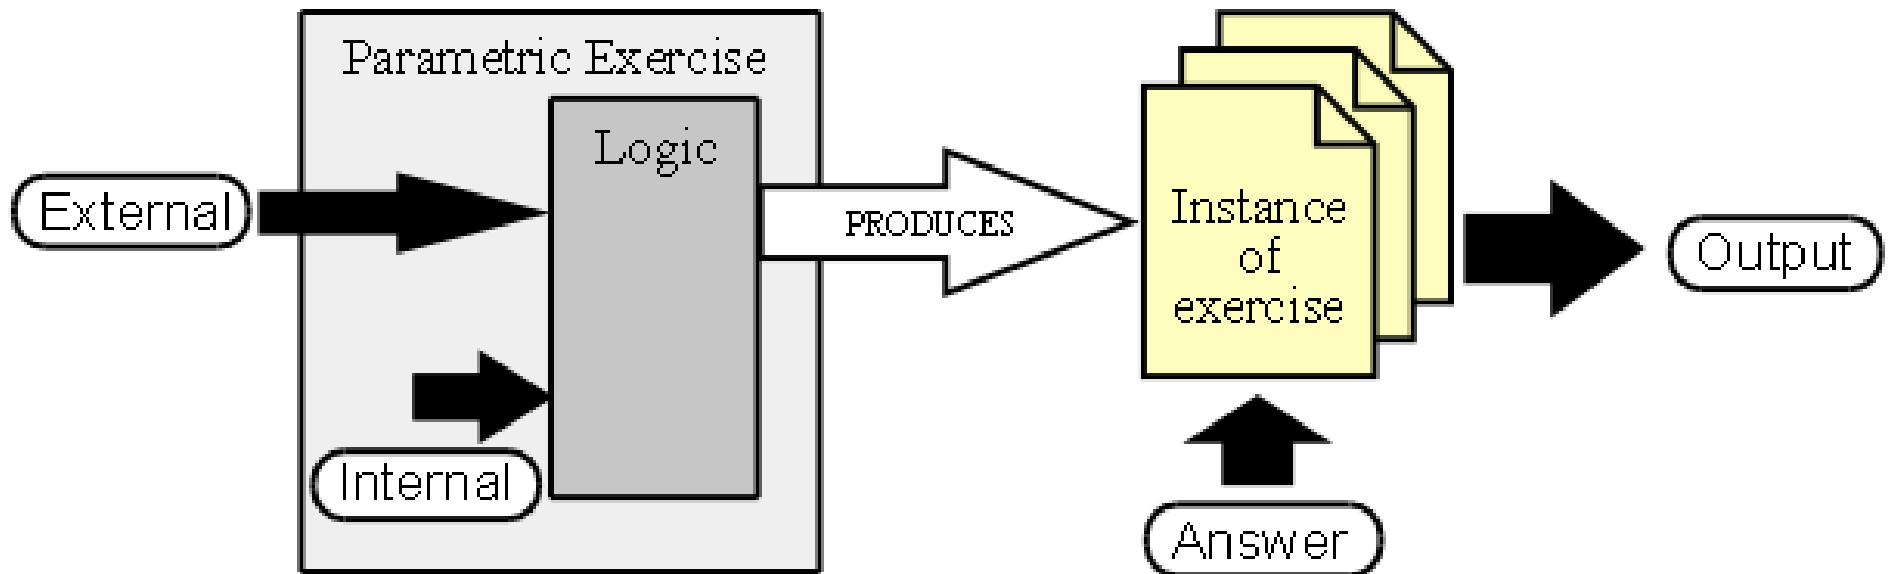 Parametric Exercise
Logic
External
PRODUCES
Instance
of
exercise
Output
Internal
Answer